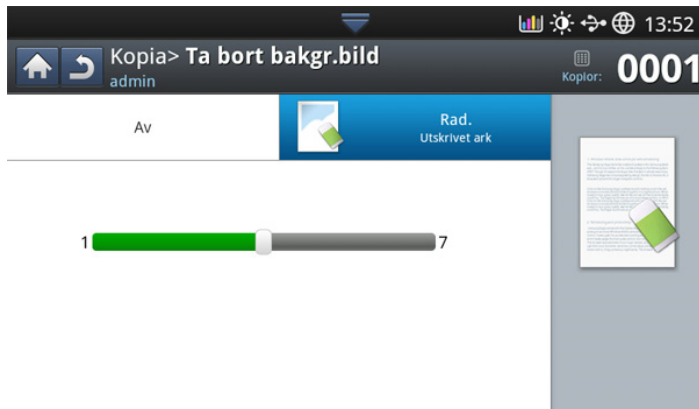 13:52
Kopia> Ta bort bakgr.bild
admin
Kopior: 0001
Av
Rad.
Utskrivet ark
1
7